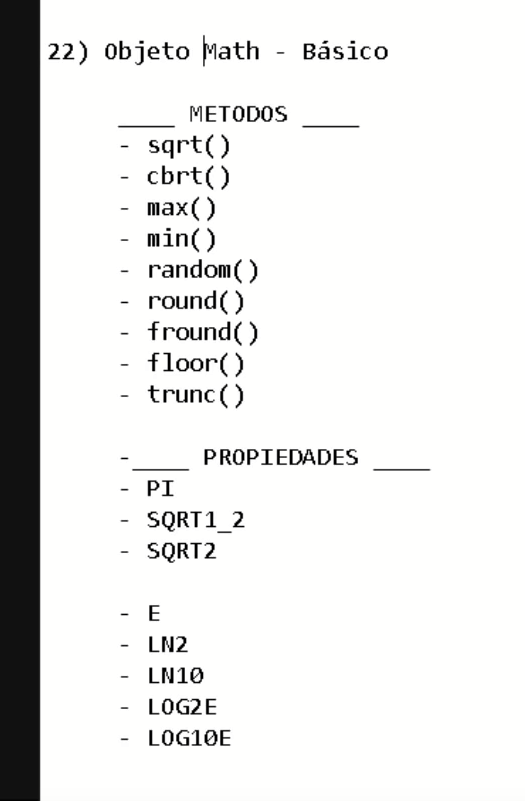 22) Objeto Math - Básico
____ METODOS ____
- sqrt()
- cbrt()
- max()
- min()
- random()
- round()
- fround()
- floor()
- trunc()
-____ PROPIEDADES ____
- PI
- SQRT1_2
- SQRT2
- E
- LN2
- LN10
- LOG2E
- LOG10E